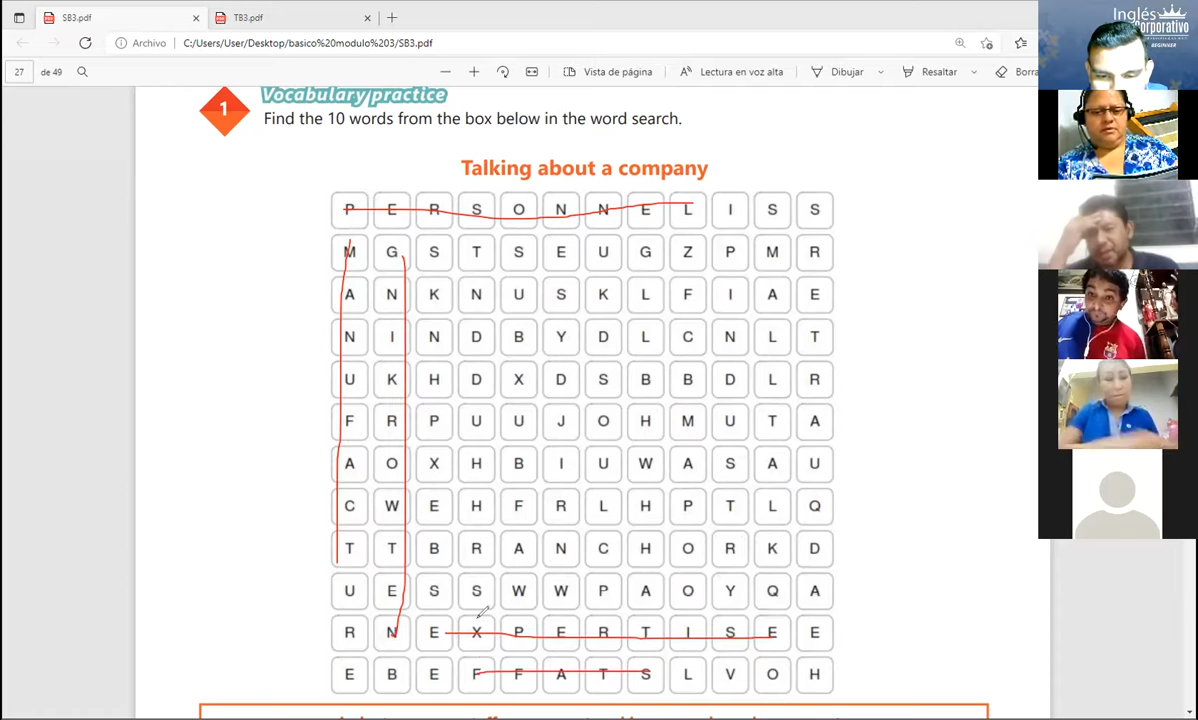 SB3.pdf TB3.pdf
Archivo C:/Users/User/Desktop/basico%20modulo%203/SB3.pdf
27 de 49 Vista de página Lectura en voz alta Dibujar Resaltar Borra
Inglés
Corporativo
BEGINNER
1 Vocabulary practice
Find the 10 words from the box below in the word search.
Talking about a company
P E R S O N N E L I S S
M G S T S E U G Z P M R
A N K N U S K L F I A E
N I N D B Y D L C N L T
U K H D X D S B B D L R
F R P U U J O H M U T A
A O X H B I U W A S A U
C W E H F R L H P T L Q
T T B R A N C H O R K D
U E S S W W P A O Y Q A
R N E X P E R T I S E E
E B E F F A T S L V O H